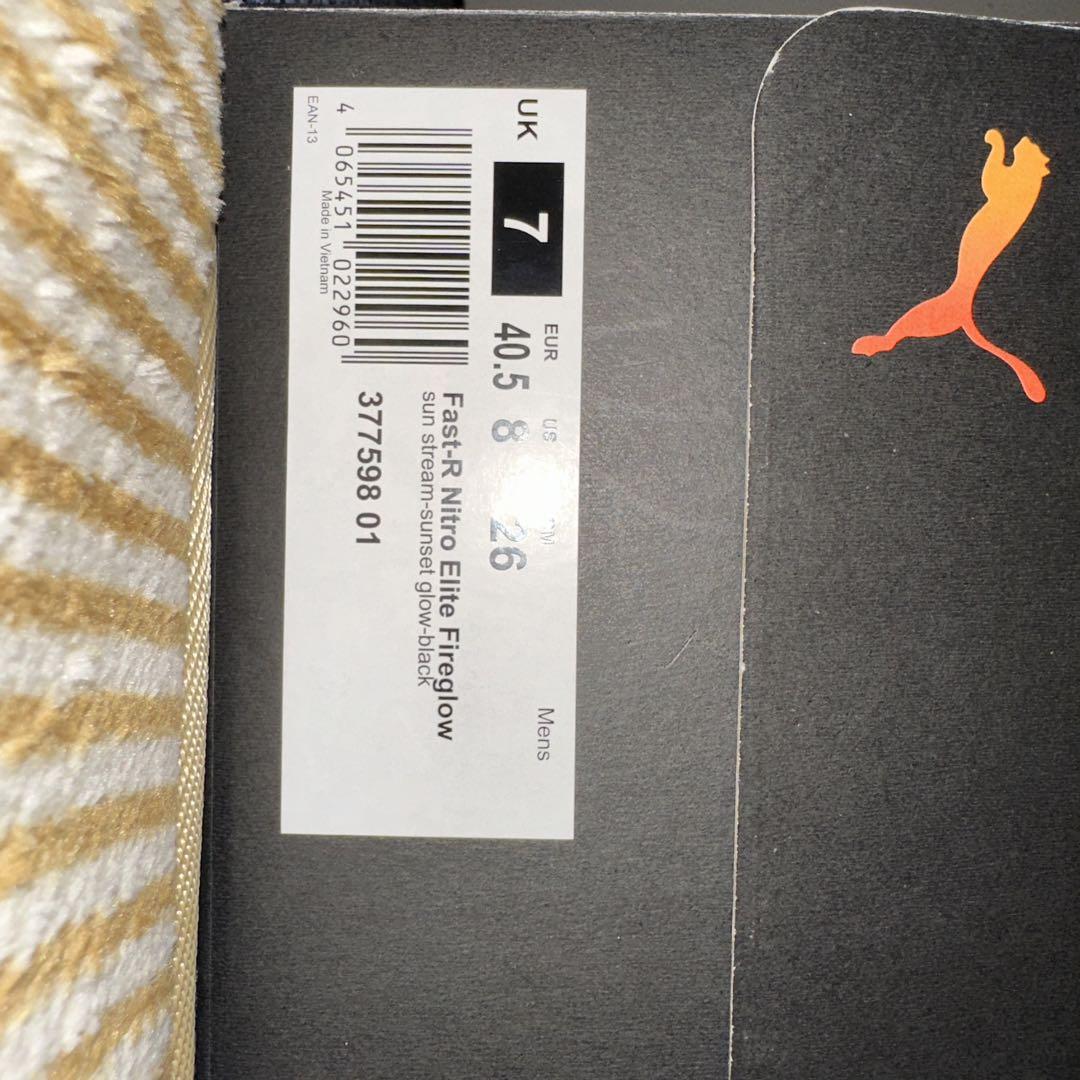 UK
7
EUR
40.5
US
8
26
Mens
Fast-R Nitro Elite Fireglow
sun stream-sunset glow-black
377598 01
4 065451 022960
Made in Vietnam
EAN-13